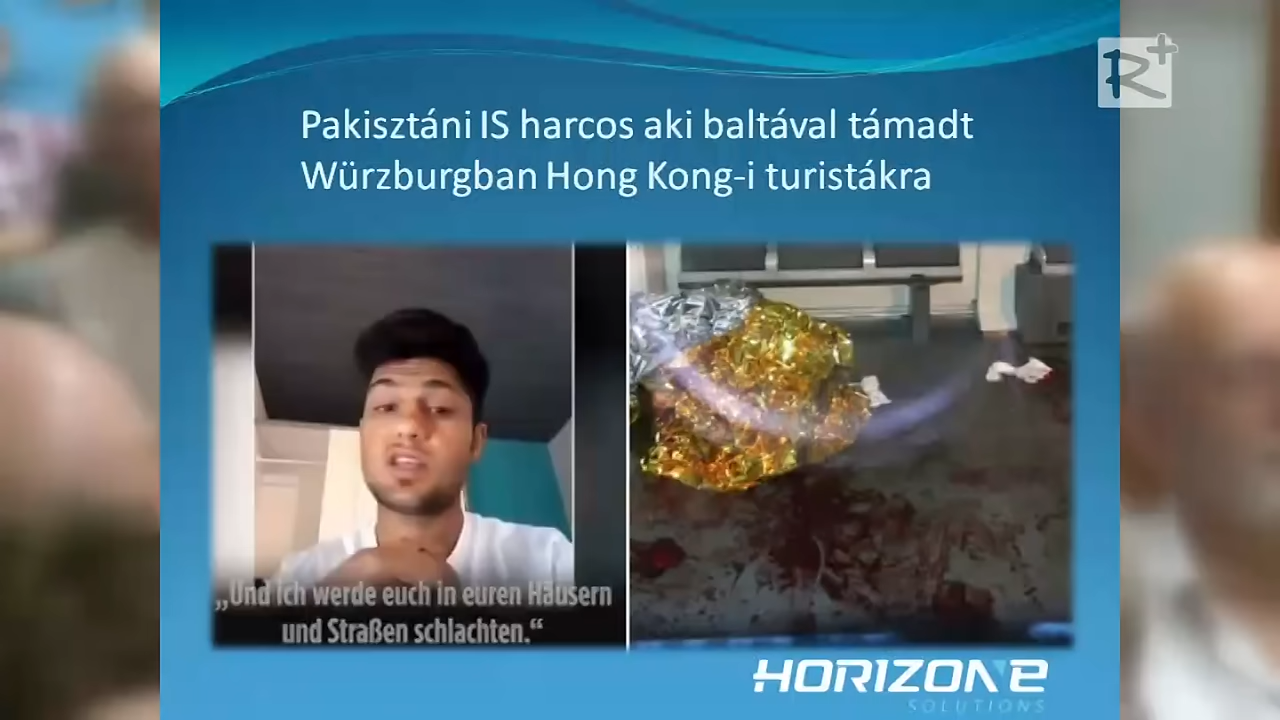 R+
Pakisztáni IS harcos aki baltával támadt
Würzburgban Hong Kong-i turistákra
„Und ich werde euch in euren Häusern
und Straßen schlachten.“
HORIZONE
SOLUTIONS